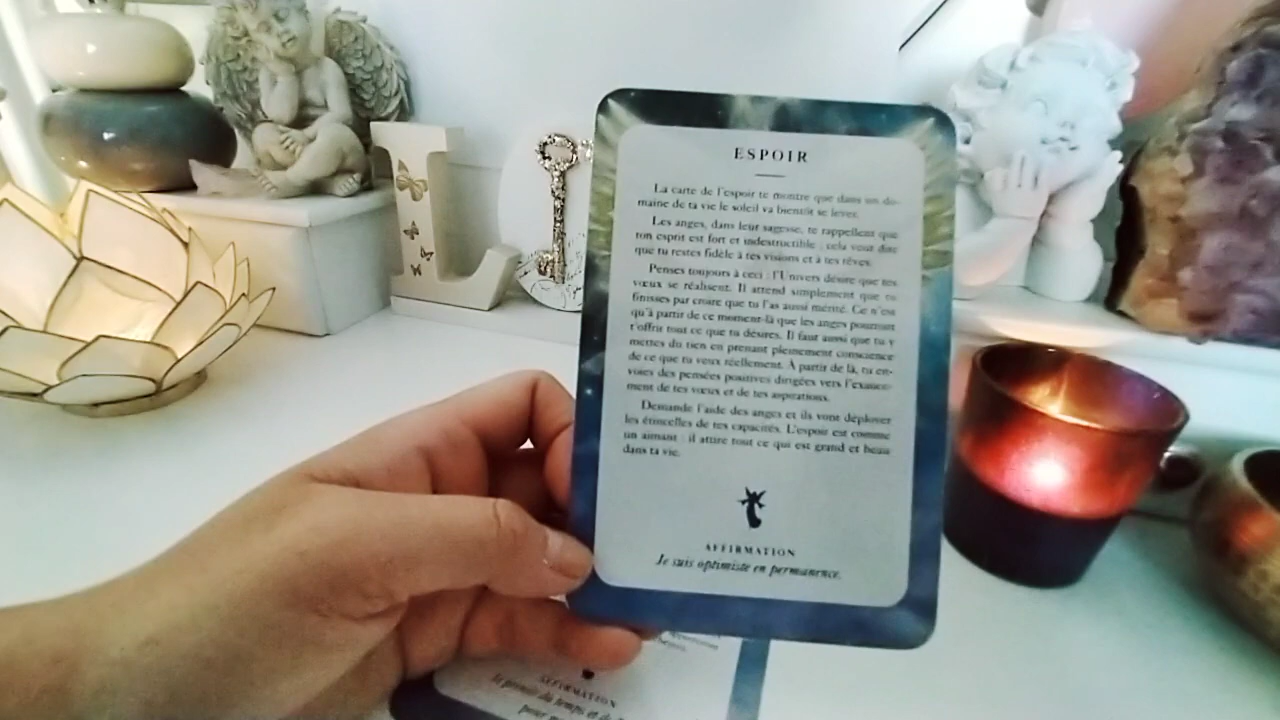 L
ESPOIR
La carte de l'espoir te montre que dans un do-
maine de ta vie le soleil va bientôt se lever.
Les anges, dans leur sagesse, te rappellent que
ton esprit est fort et indestructible : cela veut dire
que tu restes fidèle à tes visions et à tes rêves.
Penses toujours à ceci : l'Univers désire que tes
vœux se réalisent. Il attend simplement que tu
finisses par croire que tu l'as aussi mérité. Ce n'est
qu'à partir de ce moment-là que les anges pourront
t'offrir tout ce que tu désires. Il faut aussi que tu y
mettes du tien en prenant pleinement conscience
de ce que tu veux réellement. À partir de là, tu en-
voies des pensées positives dirigées vers l'exauce-
ment de tes vœux et de tes aspirations.
Demande l'aide des anges et ils vont déployer
les étincelles de tes capacités. L'espoir est comme
un aimant : il attire tout ce qui est grand et beau
dans ta vie.
AFFIRMATION
Je suis optimiste en permanence.
AFFIRMATION
Je prends du temps et de
pour